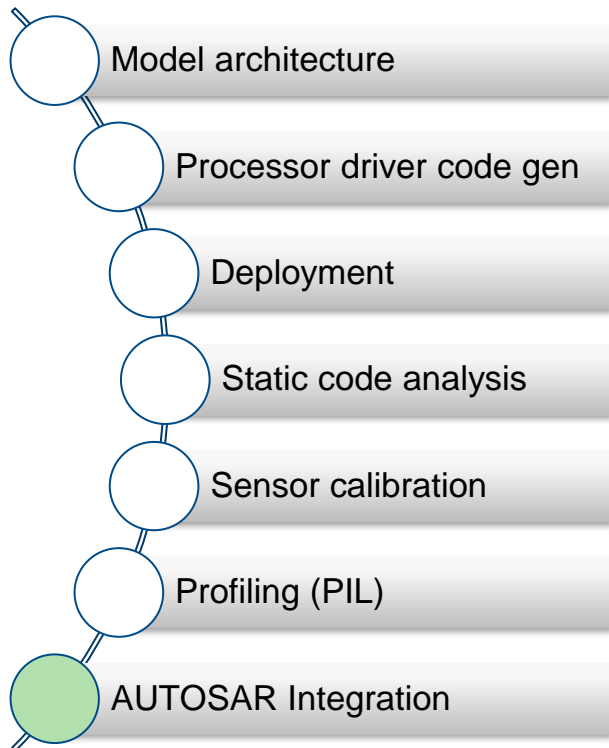 Model architecture
Processor driver code gen
Deployment
Static code analysis
Sensor calibration
Profiling (PIL)
AUTOSAR Integration